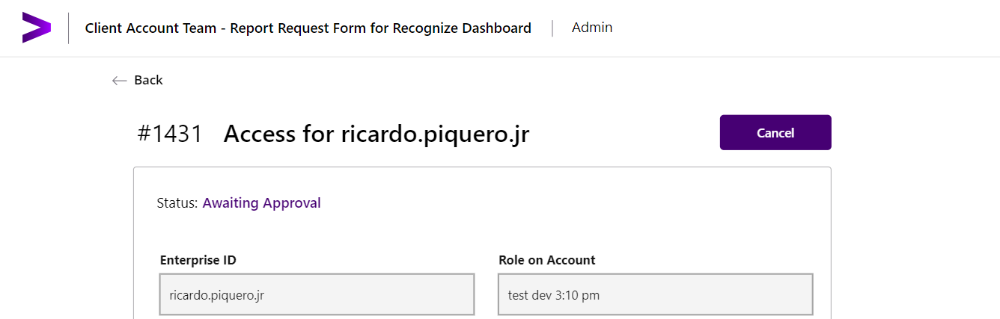 Client Account Team - Report Request Form for Recognize Dashboard | Admin
Back
#1431 Access for ricardo.piquero.jr
Cancel
Status: Awaiting Approval
Enterprise ID
Role on Account
ricardo.piquero.jr
test dev 3:10 pm